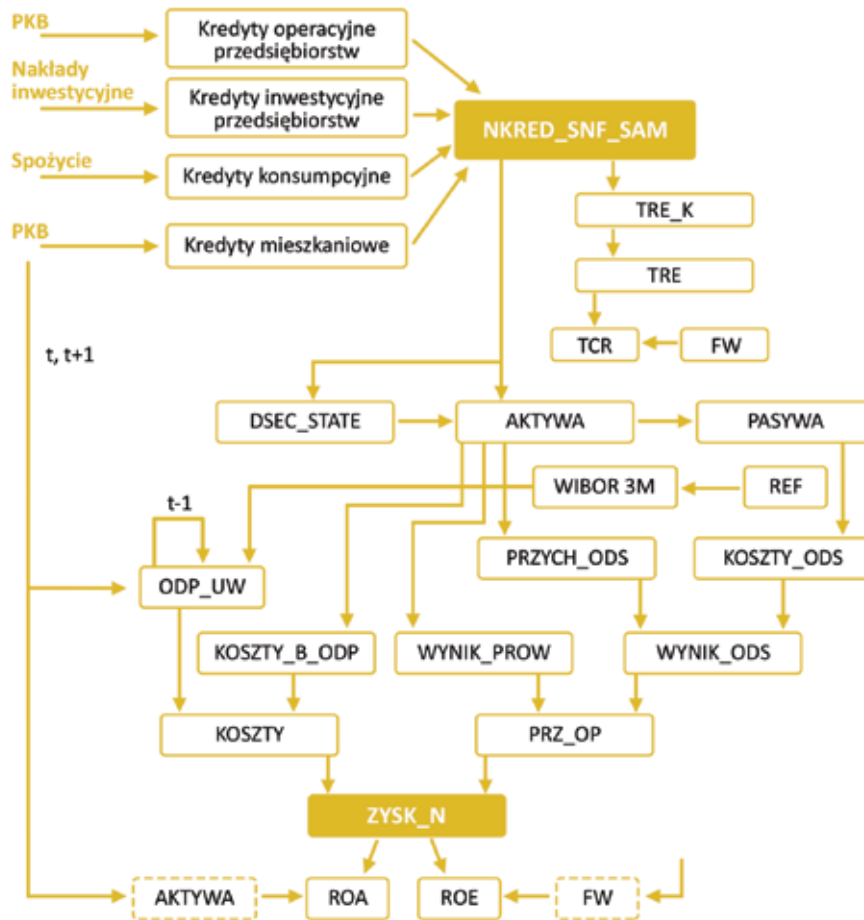 PKB
Kredyty operacyjne
przedsiębiorstw
Nakłady
inwestycyjne
Kredyty inwestycyjne
przedsiębiorstw
NKRED_SNF_SAM
Spożycie
Kredyty konsumpcyjne
TRE_K
PKB
Kredyty mieszkaniowe
TRE
t, t+1
TCR
FW
DSEC_STATE
AKTYWA
PASYWA
WIBOR 3M
REF
t-1
PRZYCH_ODS
KOSZTY_ODS
ODP_UW
KOSZTY_B_ODP
WYNIK_PROW
WYNIK_ODS
KOSZTY
PRZ_OP
ZYSK_N
AKTYWA
ROA
ROE
FW